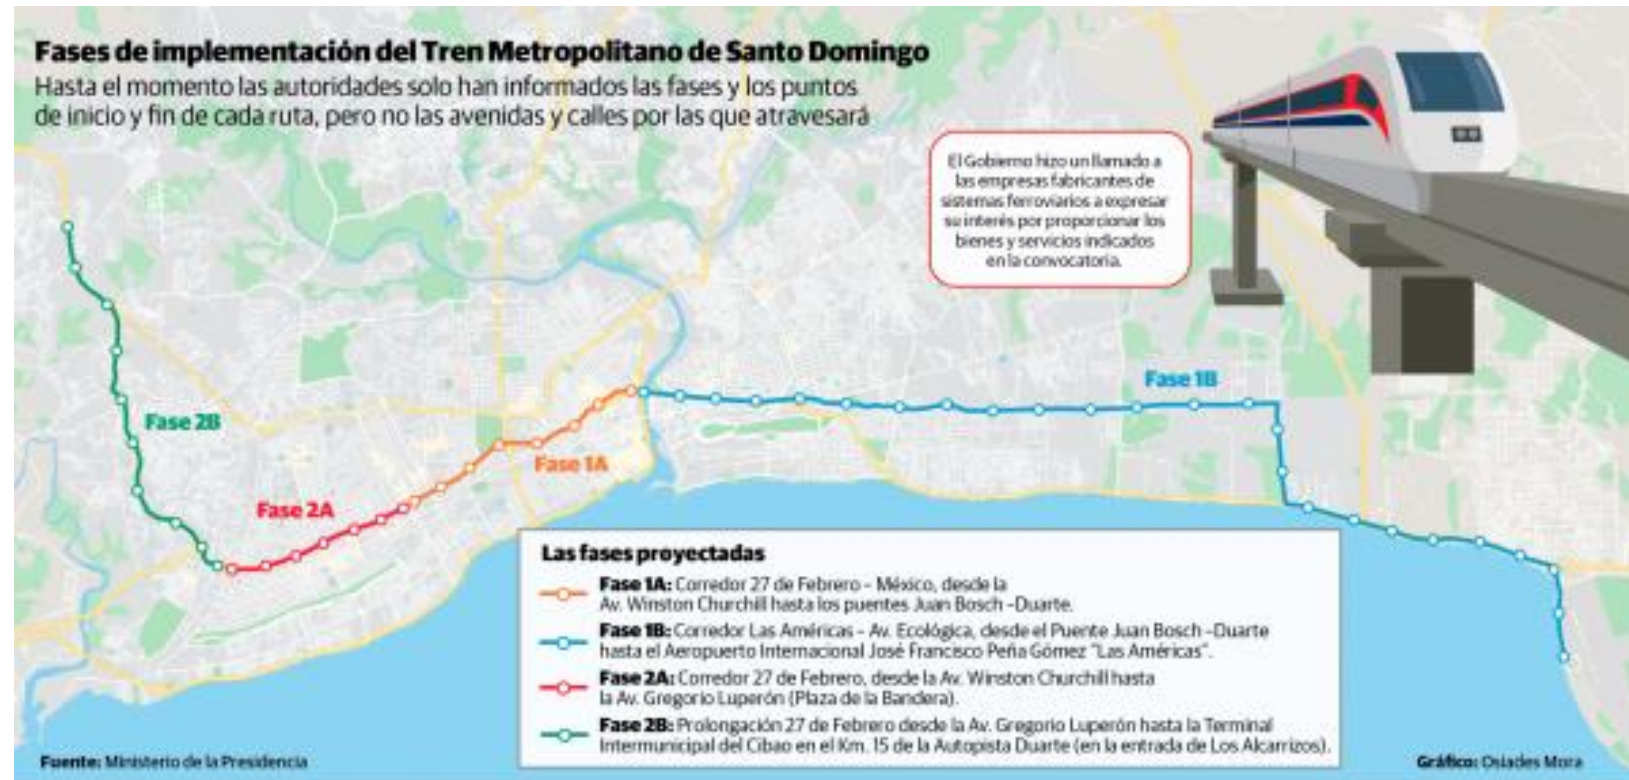 Fases de implementación del Tren Metropolitano de Santo Domingo
Hasta el momento las autoridades solo han informados las fases y los puntos
de inicio y fin de cada ruta, pero no las avenidas y calles por las que atravesará
El Gobierno hizo un llamado a
las empresas fabricantes de
sistemas ferroviarios a expresar
su interés por proporcionar los
bienes y servicios indicados
en la convocatoria.
Fase 1B
Fase 2B
Fase 1A
Fase 2A
Las fases proyectadas
Fase 1A: Corredor 27 de Febrero - México, desde la
Av. Winston Churchill hasta los puentes Juan Bosch -Duarte.
Fase 1B: Corredor Las Américas - Av. Ecológica, desde el Puente Juan Bosch -Duarte
hasta el Aeropuerto Internacional José Francisco Peña Gómez "Las Américas".
Fase 2A: Corredor 27 de Febrero, desde la Av. Winston Churchill hasta
la Av. Gregorio Luperón (Plaza de la Bandera).
Fase 2B: Prolongación 27 de Febrero desde la Av. Gregorio Luperón hasta la Terminal
Intermunicipal del Cibao en el Km. 15 de la Autopista Duarte (en la entrada de Los Alcarrizos).
Fuente: Ministerio de la Presidencia
Gráfico: Osiades Mora